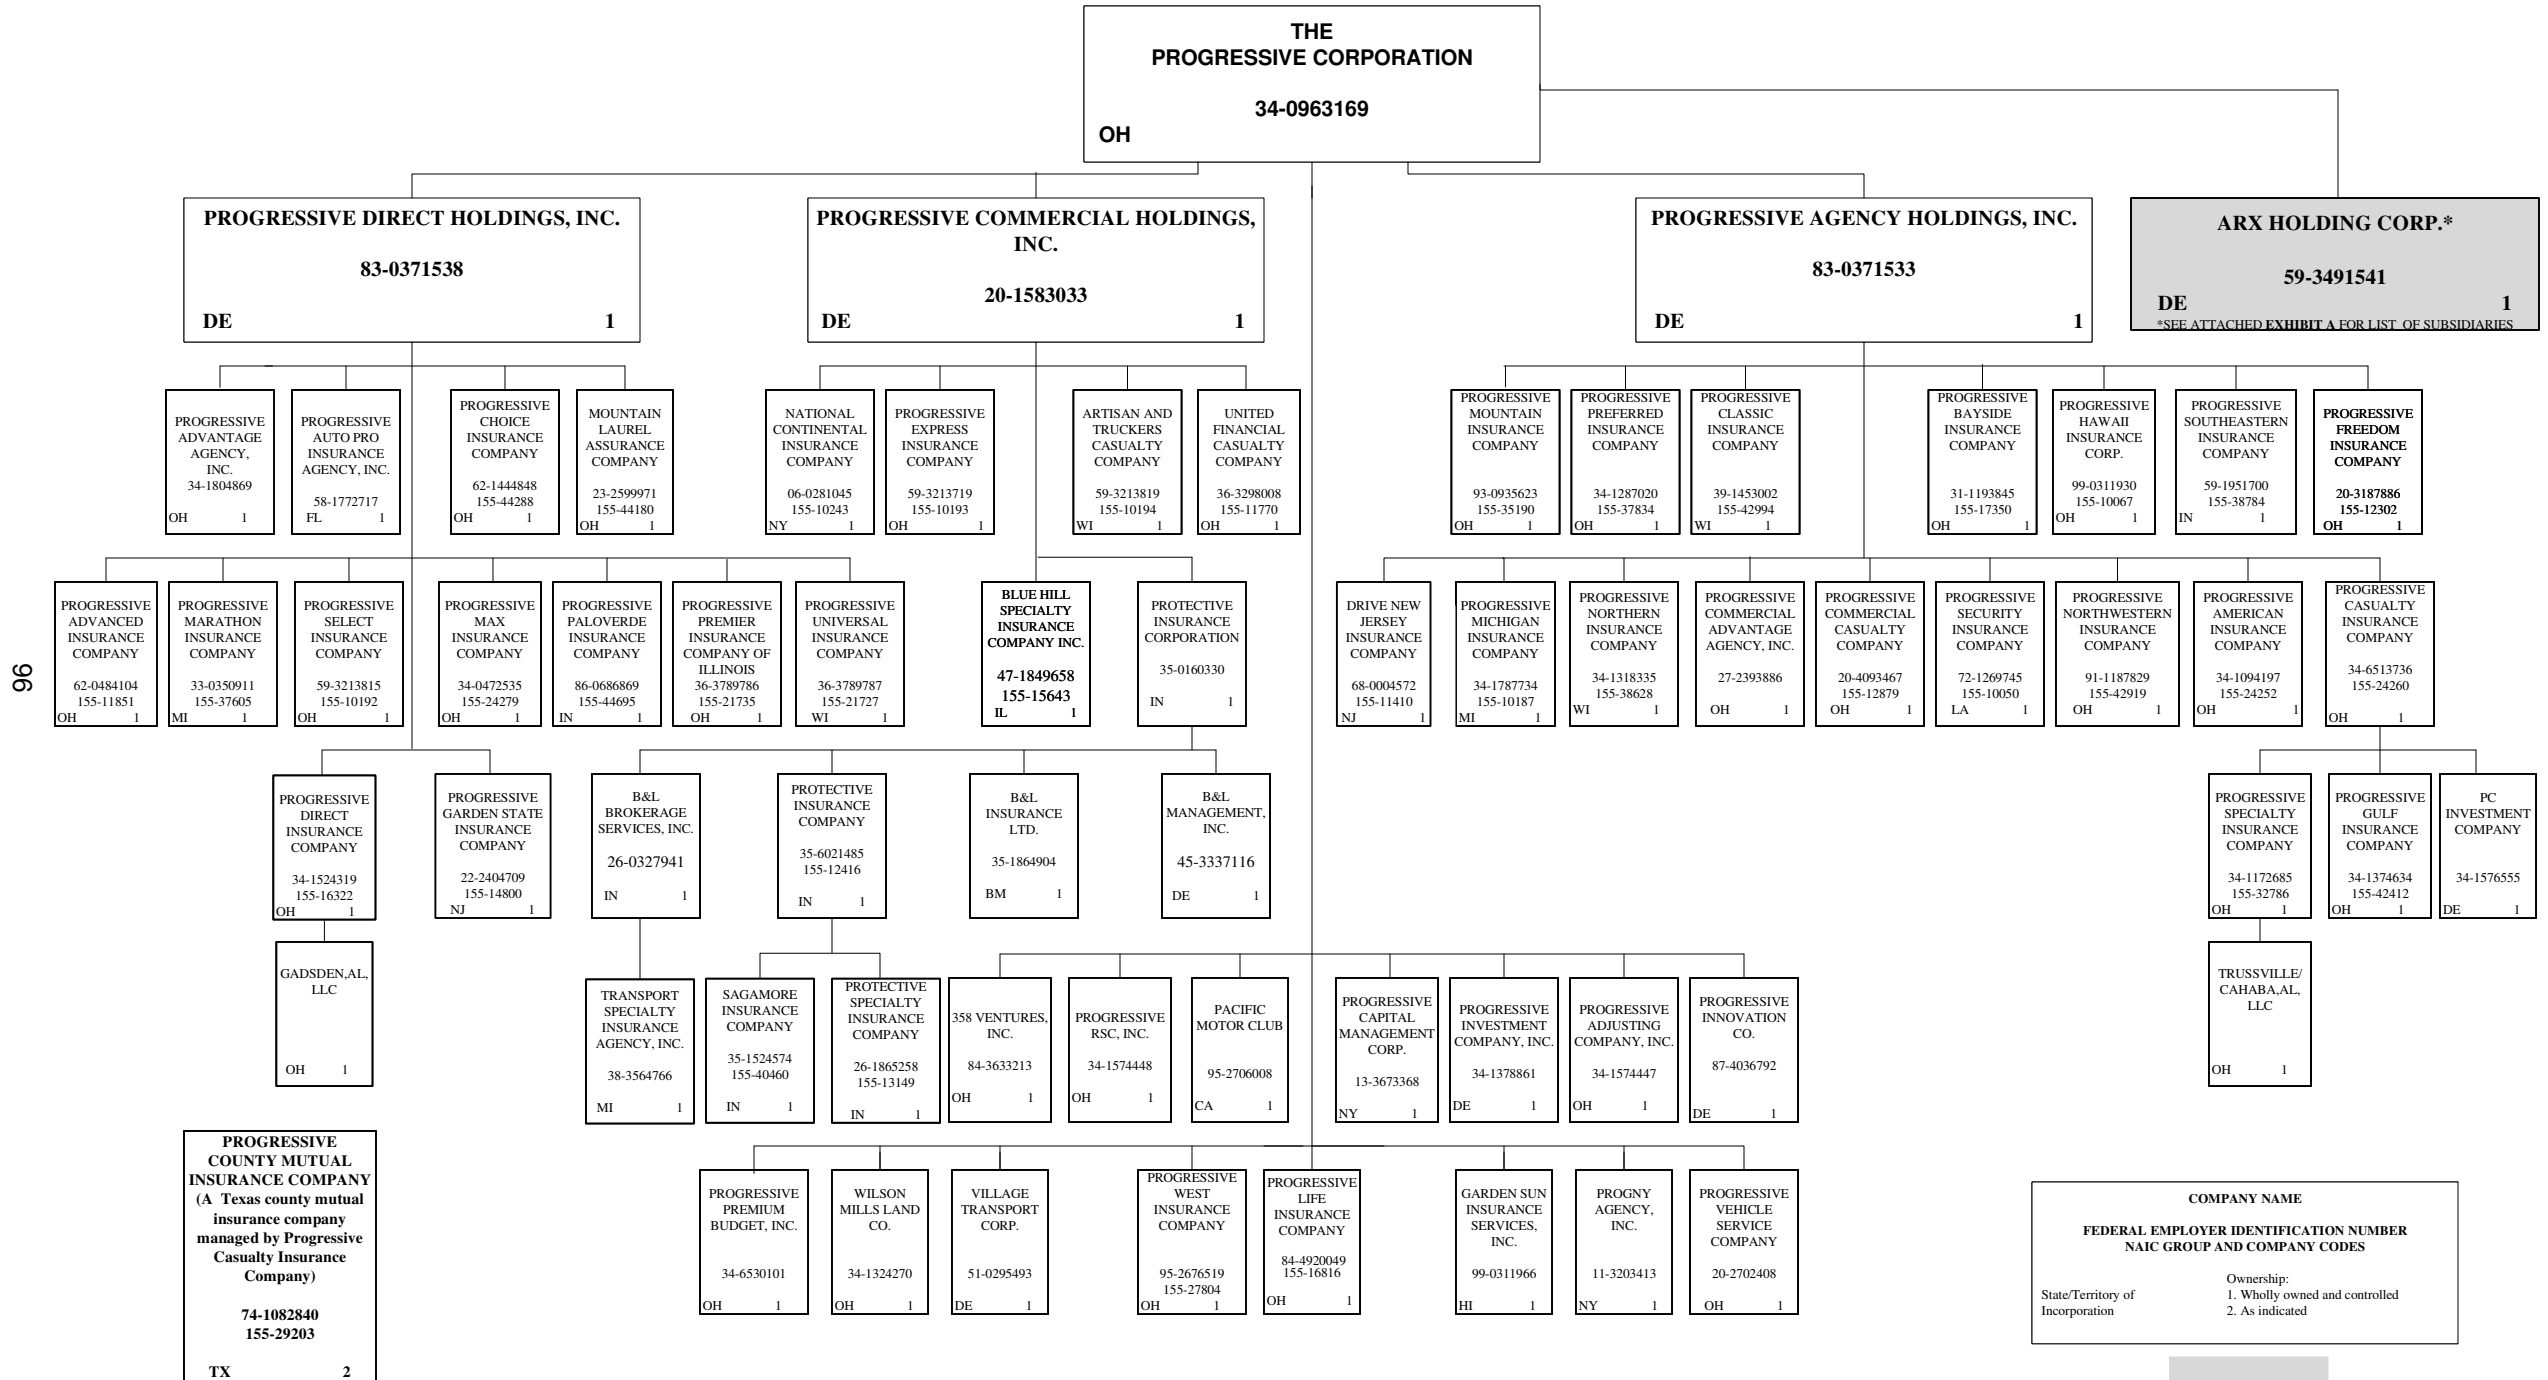 THE
PROGRESSIVE CORPORATION
34-0963169
OH
PROGRESSIVE DIRECT HOLDINGS, INC.
83-0371538
DE 1
PROGRESSIVE COMMERCIAL HOLDINGS,
INC.
20-1583033
DE 1
PROGRESSIVE AGENCY HOLDINGS, INC.
83-0371533
DE 1
ARX HOLDING CORP.*
59-3491541
DE 1
*SEE ATTACHED EXHIBIT A FOR LIST OF SUBSIDIARIES
PROGRESSIVE
ADVANTAGE
AGENCY,
INC.
34-1804869
OH 1
PROGRESSIVE
AUTO PRO
INSURANCE
AGENCY, INC.
58-1772717
FL 1
PROGRESSIVE
CHOICE
INSURANCE
COMPANY
62-1444848
155-44288
OH 1
MOUNTAIN
LAUREL
ASSURANCE
COMPANY
23-2599971
155-44180
OH 1
NATIONAL
CONTINENTAL
INSURANCE
COMPANY
06-0281045
155-10243
NY 1
PROGRESSIVE
EXPRESS
INSURANCE
COMPANY
59-3213719
155-10193
OH 1
ARTISAN AND
TRUCKERS
CASUALTY
COMPANY
59-3213819
155-10194
WI 1
UNITED
FINANCIAL
CASUALTY
COMPANY
36-3298008
155-11770
OH 1
PROGRESSIVE
MOUNTAIN
INSURANCE
COMPANY
93-0935623
155-35190
OH 1
PROGRESSIVE
PREFERRED
INSURANCE
COMPANY
34-1287020
155-37834
OH 1
PROGRESSIVE
CLASSIC
INSURANCE
COMPANY
39-1453002
155-42994
WI 1
PROGRESSIVE
BAYSIDE
INSURANCE
COMPANY
31-1193845
155-17350
OH 1
PROGRESSIVE
HAWAII
INSURANCE
CORP.
99-0311930
155-10067
OH 1
PROGRESSIVE
SOUTHEASTERN
INSURANCE
COMPANY
59-1951700
155-38784
IN 1
PROGRESSIVE
FREEDOM
INSURANCE
COMPANY
20-3187886
155-12302
OH 1
PROGRESSIVE
ADVANCED
INSURANCE
COMPANY
62-0484104
155-11851
OH 1
PROGRESSIVE
MARATHON
INSURANCE
COMPANY
33-0350911
155-37605
MI 1
PROGRESSIVE
SELECT
INSURANCE
COMPANY
59-3213815
155-10192
OH 1
PROGRESSIVE
MAX
INSURANCE
COMPANY
34-0472535
155-24279
OH 1
PROGRESSIVE
PALOVERDE
INSURANCE
COMPANY
86-0686869
155-44695
IN 1
PROGRESSIVE
PREMIER
INSURANCE
COMPANY OF
ILLINOIS
36-3789786
155-21735
OH 1
PROGRESSIVE
UNIVERSAL
INSURANCE
COMPANY
36-3789787
155-21727
WI 1
BLUE HILL
SPECIALTY
INSURANCE
COMPANY INC.
47-1849658
155-15643
IL 1
PROTECTIVE
INSURANCE
CORPORATION
35-0160330
IN 1
DRIVE NEW
JERSEY
INSURANCE
COMPANY
68-0004572
155-11410
NJ 1
PROGRESSIVE
MICHIGAN
INSURANCE
COMPANY
34-1787734
155-10187
MI 1
PROGRESSIVE
NORTHERN
INSURANCE
COMPANY
34-1318335
155-38628
WI 1
PROGRESSIVE
COMMERCIAL
ADVANTAGE
AGENCY, INC.
27-2393886
OH 1
PROGRESSIVE
COMMERCIAL
CASUALTY
COMPANY
20-4093467
155-12879
OH 1
PROGRESSIVE
SECURITY
INSURANCE
COMPANY
72-1269745
155-10050
LA 1
PROGRESSIVE
NORTHWESTERN
INSURANCE
COMPANY
91-1187829
155-42919
OH 1
PROGRESSIVE
AMERICAN
INSURANCE
COMPANY
34-1094197
155-24252
OH 1
PROGRESSIVE
CASUALTY
INSURANCE
COMPANY
34-6513736
155-24260
OH 1
96
PROGRESSIVE
DIRECT
INSURANCE
COMPANY
34-1524319
155-16322
OH 1
PROGRESSIVE
GARDEN STATE
INSURANCE
COMPANY
22-2404709
155-14800
NJ 1
B&L
BROKERAGE
SERVICES, INC.
26-0327941
IN 1
PROTECTIVE
INSURANCE
COMPANY
35-6021485
155-12416
IN 1
B&L
INSURANCE
LTD.
35-1864904
BM 1
B&L
MANAGEMENT,
INC.
45-3337116
DE 1
PROGRESSIVE
SPECIALTY
INSURANCE
COMPANY
34-1172685
155-32786
OH 1
PROGRESSIVE
GULF
INSURANCE
COMPANY
34-1374634
155-42412
OH 1
PC
INVESTMENT
COMPANY
34-1576555
DE 1
GADSDEN,AL,
LLC
OH 1
TRANSPORT
SPECIALTY
INSURANCE
AGENCY, INC.
38-3564766
MI 1
SAGAMORE
INSURANCE
COMPANY
35-1524574
155-40460
IN 1
PROTECTIVE
SPECIALTY
INSURANCE
COMPANY
26-1865258
155-13149
IN 1
358 VENTURES,
INC.
84-3633213
OH 1
PROGRESSIVE
RSC, INC.
34-1574448
OH 1
PACIFIC
MOTOR CLUB
95-2706008
CA 1
PROGRESSIVE
CAPITAL
MANAGEMENT
CORP.
13-3673368
NY 1
PROGRESSIVE
INVESTMENT
COMPANY, INC.
34-1378861
DE 1
PROGRESSIVE
ADJUSTING
COMPANY, INC.
34-1574447
OH 1
PROGRESSIVE
INNOVATION
CO.
87-4036792
DE 1
TRUSSVILLE/
CAHABA,AL,
LLC
OH 1
PROGRESSIVE
COUNTY MUTUAL
INSURANCE COMPANY
(A Texas county mutual
insurance company
managed by Progressive
Casualty Insurance
Company)
74-1082840
155-29203
TX 2
PROGRESSIVE
PREMIUM
BUDGET, INC.
34-6530101
OH 1
WILSON
MILLS LAND
CO.
34-1324270
OH 1
VILLAGE
TRANSPORT
CORP.
51-0295493
DE 1
PROGRESSIVE
WEST
INSURANCE
COMPANY
95-2676519
155-27804
OH 1
PROGRESSIVE
LIFE
INSURANCE
COMPANY
84-4920049
155-16816
OH 1
GARDEN SUN
INSURANCE
SERVICES,
INC.
99-0311966
HI 1
PROGNY
AGENCY,
INC.
11-3203413
NY 1
PROGRESSIVE
VEHICLE
SERVICE
COMPANY
20-2702408
OH 1
COMPANY NAME
FEDERAL EMPLOYER IDENTIFICATION NUMBER
NAIC GROUP AND COMPANY CODES
Ownership:
State/Territory of 1. Wholly owned and controlled
Incorporation 2. As indicated